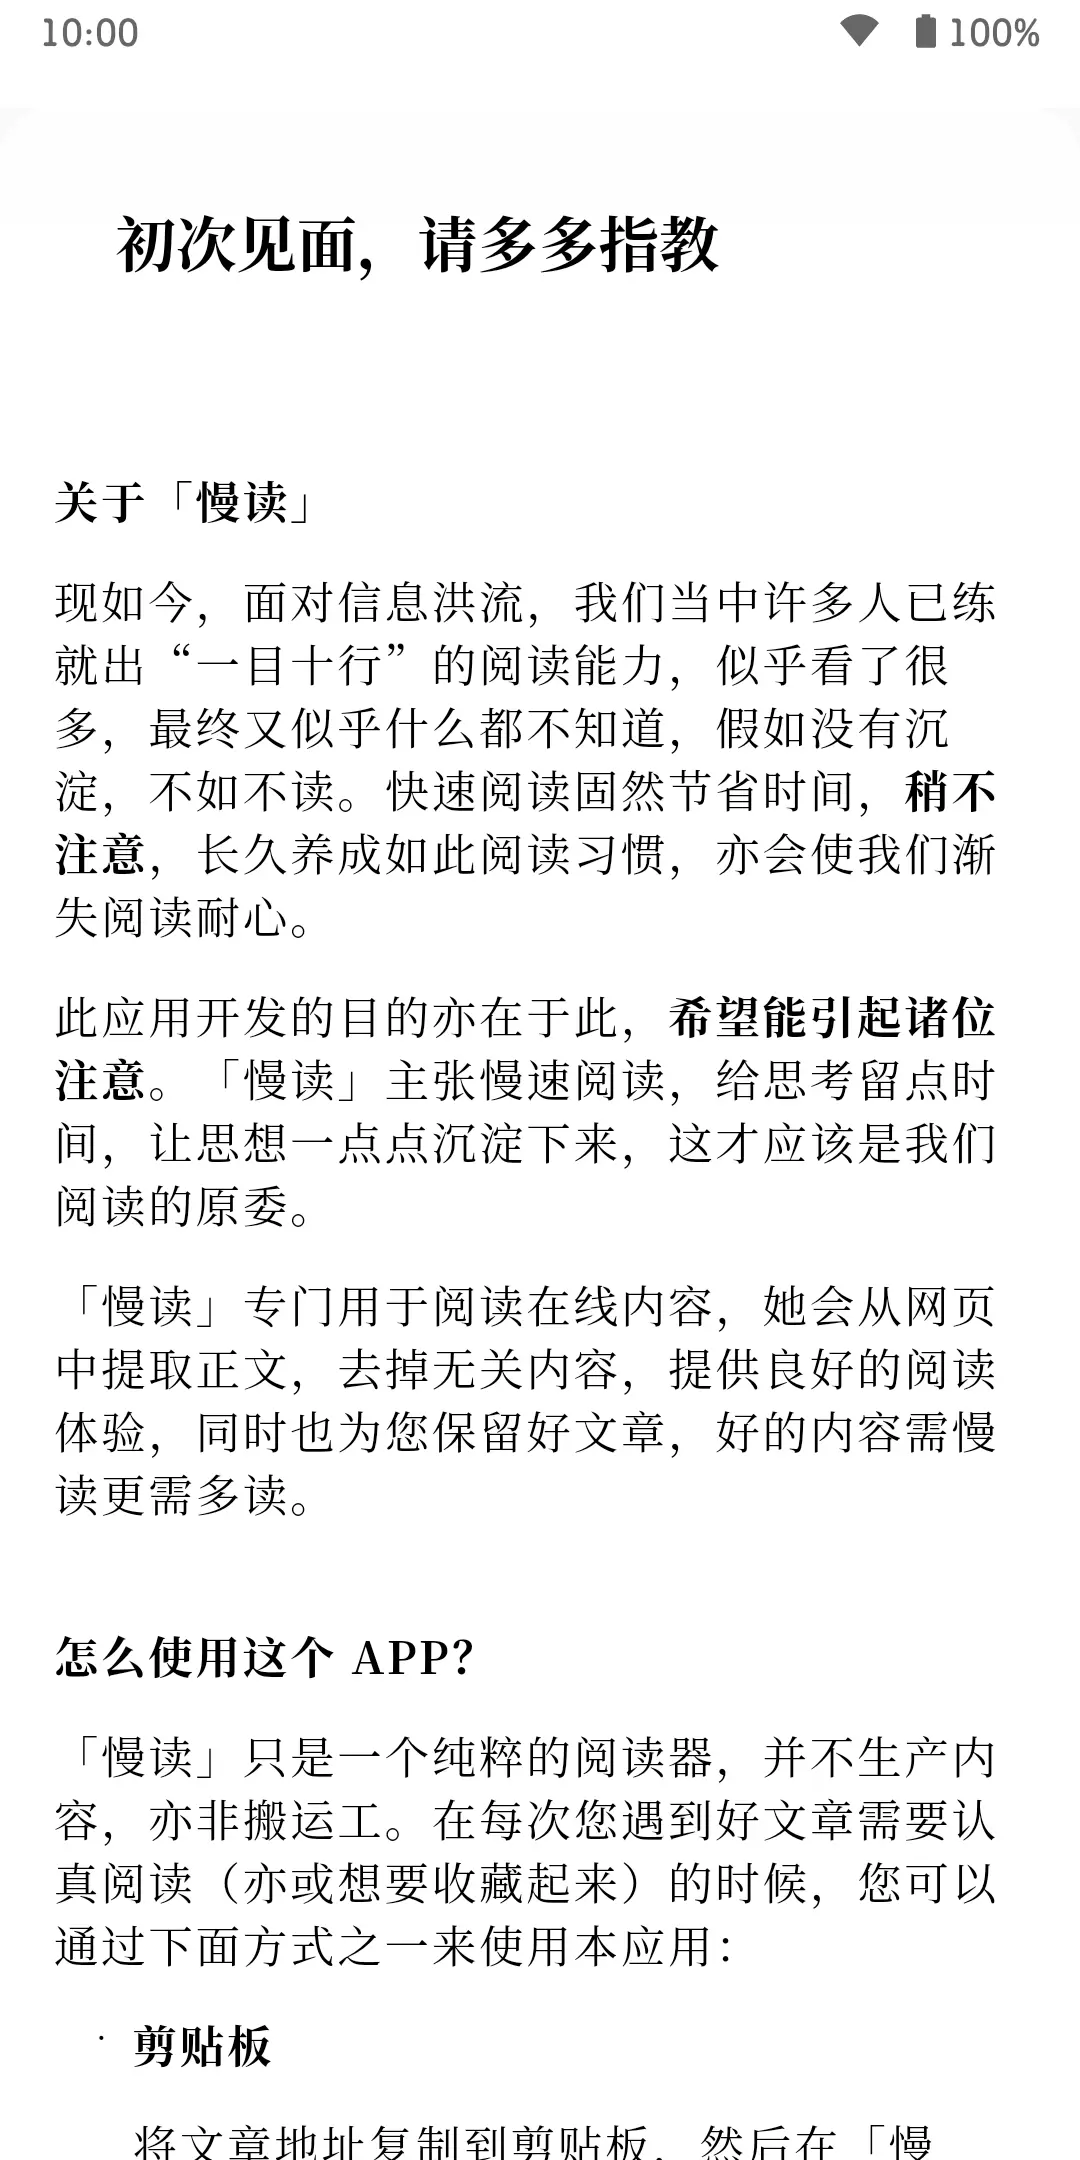 10:00
100%
初次见面，请多多指教
关于「慢读」
现如今，面对信息洪流，我们当中许多人已练
就出“一目十行”的阅读能力，似乎看了很
多，最终又似乎什么都不知道，假如没有沉
淀，不如不读。快速阅读固然节省时间，稍不
注意，长久养成如此阅读习惯，亦会使我们渐
失阅读耐心。
此应用开发的目的亦在于此，希望能引起诸位
注意。「慢读」主张慢速阅读，给思考留点时
间，让思想一点点沉淀下来，这才应该是我们
阅读的原委。
「慢读」专门用于阅读在线内容，她会从网页
中提取正文，去掉无关内容，提供良好的阅读
体验，同时也为您保留好文章，好的内容需慢
读更需多读。
怎么使用这个 APP？
「慢读」只是一个纯粹的阅读器，并不生产内
容，亦非搬运工。在每次您遇到好文章需要认
真阅读（亦或想要收藏起来）的时候，您可以
通过下面方式之一来使用本应用：
· 剪贴板
将文章地址复制到剪贴板，然后在「慢